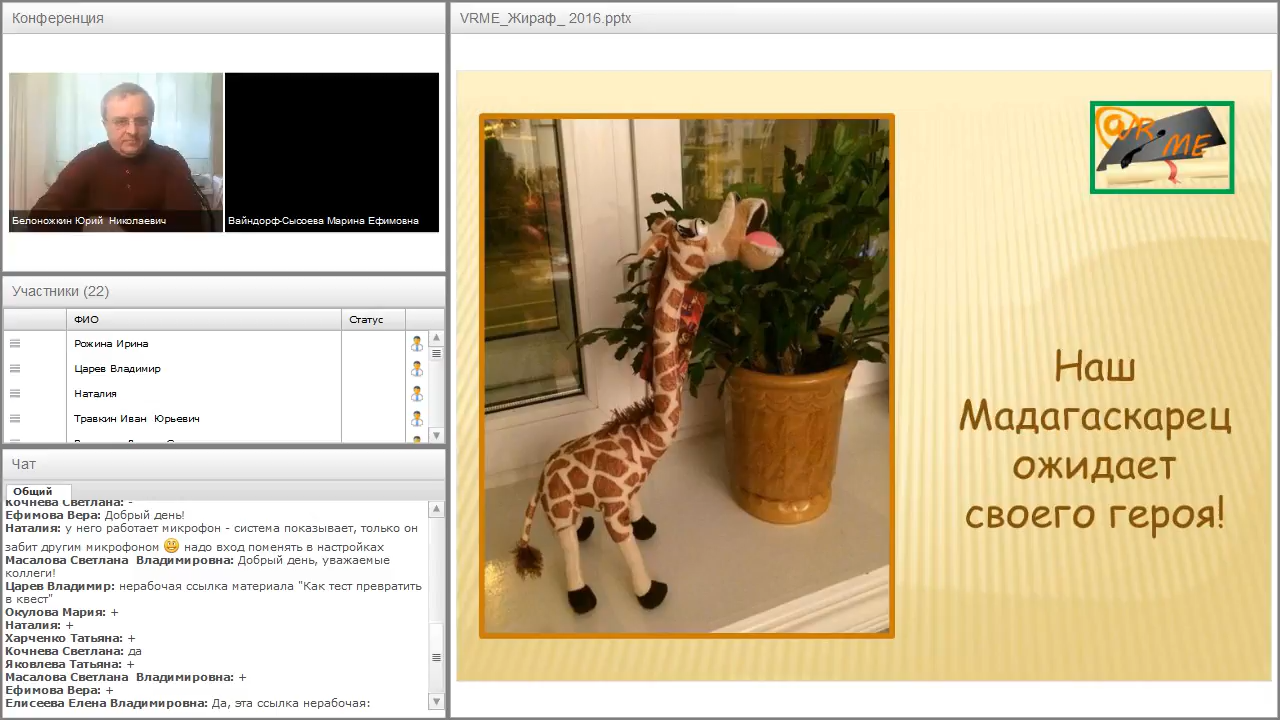 Конференция
VRME_Жираф_ 2016.pptx
Белоножкин Юрий Николаевич
Вайндорф-Сысоева Марина Ефимовна
@VRME
Участники (22)
ФИО
Статус
Рожина Ирина
Царев Владимир
Наталия
Травкин Иван Юрьевич
Чат
Общий
Кочнева Светлана: -
Ефимова Вера: Добрый день!
Наталия: у него работает микрофон - система показывает, только он
забит другим микрофоном надо вход поменять в настройках
Масалова Светлана Владимировна: Добрый день, уважаемые
коллеги!
Царев Владимир: нерабочая ссылка материала "Как тест превратить
в квест"
Окулова Мария: +
Наталия: +
Харченко Татьяна: +
Кочнева Светлана: да
Яковлева Татьяна: +
Масалова Светлана Владимировна: +
Ефимова Вера: +
Елисеева Елена Владимировна: Да, эта ссылка нерабочая:
Наш
Мадагаскарец
ожидает
своего героя!